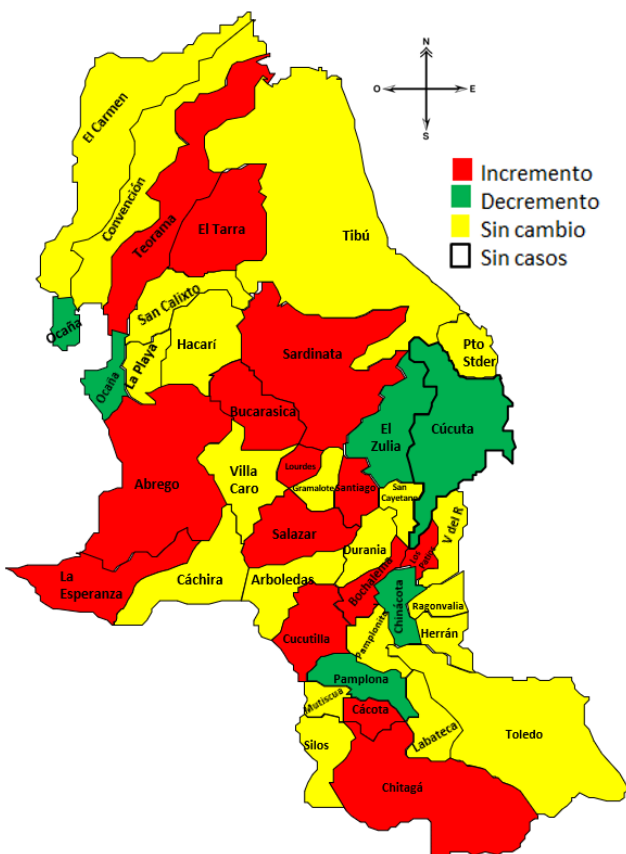 N
O
E
S
Incremento
Decremento
Sin cambio
Sin casos
El Carmen
Convención
Teorama
El Tarra
Tibú
San Calixto
Ocaña
Hacarí
La Playa
Ocaña
Sardinata
Pto
Stder
Bucarasica
El
Zulia
Cúcuta
Abrego
Villa
Caro
Lourdes
Gramalote
Santiago
San
Cayetano
Salazar
Durania
V del R
Los
Patios
La
Esperanza
Cáchira
Arboledas
Bochalema
Chinácota
Ragonvalia
Herrán
Cucutilla
Pamplonita
Pamplona
Mutiscua
Cácota
Silos
Labateca
Toledo
Chitagá